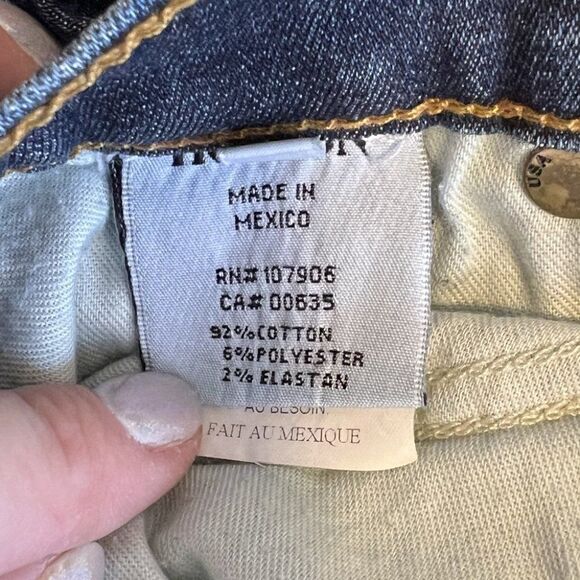 MADE IN
MEXICO
RN# 107906
CA# 00635
92% COTTON
6% POLYESTER
2% ELASTAN
AU BESOIN.
FAIT AU MEXIQUE
USA